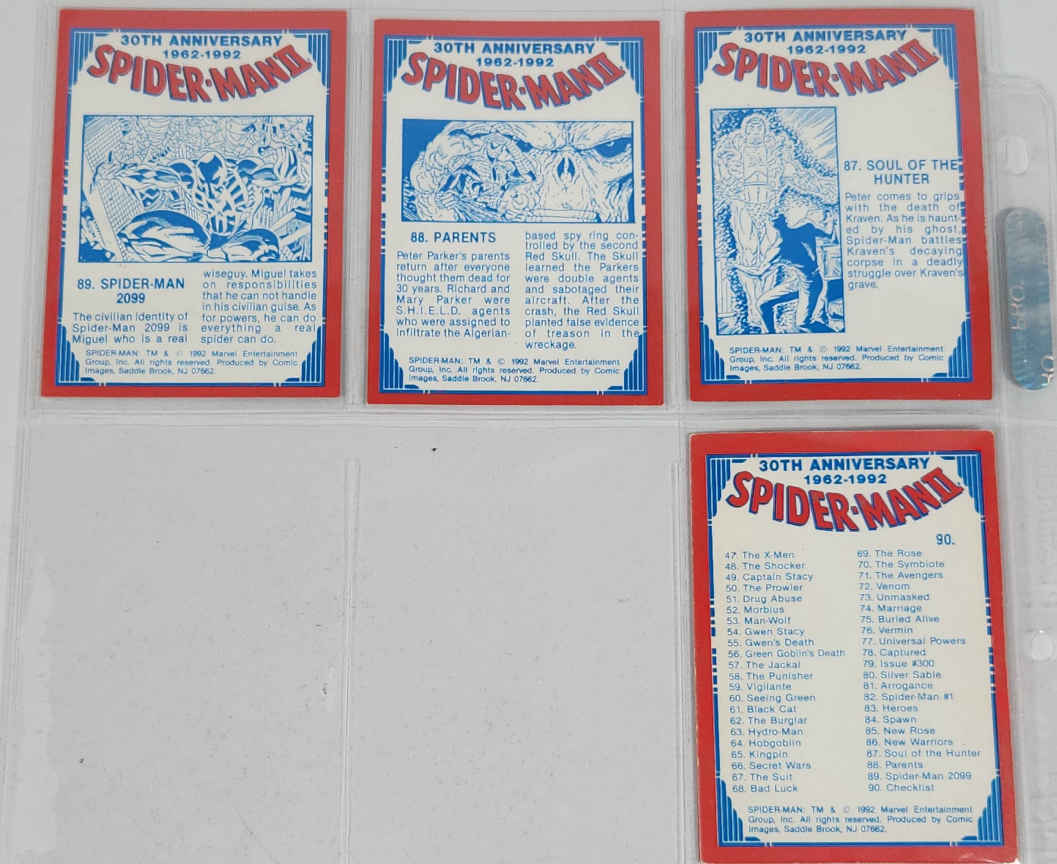 30TH ANNIVERSARY
1962-1992
SPIDER-MAN II
89. SPIDER-MAN
2099
The civilian identity of
Spider-Man 2099 is
Miguel who is a real
wiseguy. Miguel takes
on responsibilities
that he can not handle
in his civilian guise. As
for powers, he can do
everything a real
spider can do.
SPIDER-MAN: TM & © 1992 Marvel Entertainment
Group, Inc. All rights reserved. Produced by Comic
Images, Saddle Brook, NJ 07662.
30TH ANNIVERSARY
1962-1992
SPIDER-MAN II
88. PARENTS
Peter Parker's parents
return after everyone
thought them dead for
30 years. Richard and
Mary Parker were
S.H.I.E.L.D. agents
who were assigned to
infiltrate the Algerian-
based spy ring con-
trolled by the second
Red Skull. The Skull
learned the Parkers
were double agents
and sabotaged their
aircraft. After the
crash, the Red Skull
planted false evidence
of treason in the
wreckage.
SPIDER-MAN: TM & © 1992 Marvel Entertainment
Group, Inc. All rights reserved. Produced by Comic
Images, Saddle Brook, NJ 07662.
30TH ANNIVERSARY
1962-1992
SPIDER-MAN II
87. SOUL OF THE
HUNTER
Peter comes to grips
with the death of
Kraven. As he is haunt-
ed by his ghost,
Spider-Man battles
Kraven's decaying
corpse in a deadly
struggle over Kraven's
grave.
SPIDER-MAN: TM & © 1992 Marvel Entertainment
Group, Inc. All rights reserved. Produced by Comic
Images, Saddle Brook, NJ 07662.
30TH ANNIVERSARY
1962-1992
SPIDER-MAN II
90.
47. The X-Men
48. The Shocker
49. Captain Stacy
50. The Prowler
51. Drug Abuse
52. Morbius
53. Man-Wolf
54. Gwen Stacy
55. Gwen's Death
56. Green Goblin's Death
57. The Jackal
58. The Punisher
59. Vigilante
60. Seeing Green
61. Black Cat
62. The Burglar
63. Hydro-Man
64. Hobgoblin
65. Kingpin
66. Secret Wars
67. The Suit
68. Bad Luck
69. The Rose
70. The Symbiote
71. The Avengers
72. Venom
73. Unmasked
74. Marriage
75. Buried Alive
76. Vermin
77. Universal Powers
78. Captured
79. Issue #300
80. Silver Sable
81. Arrogance
82. Spider-Man #1
83. Heroes
84. Spawn
85. New Rose
86. New Warriors
87. Soul of the Hunter
88. Parents
89. Spider-Man 2099
90. Checklist
SPIDER-MAN: TM & © 1992 Marvel Entertainment
Group, Inc. All rights reserved. Produced by Comic
Images, Saddle Brook, NJ 07662.